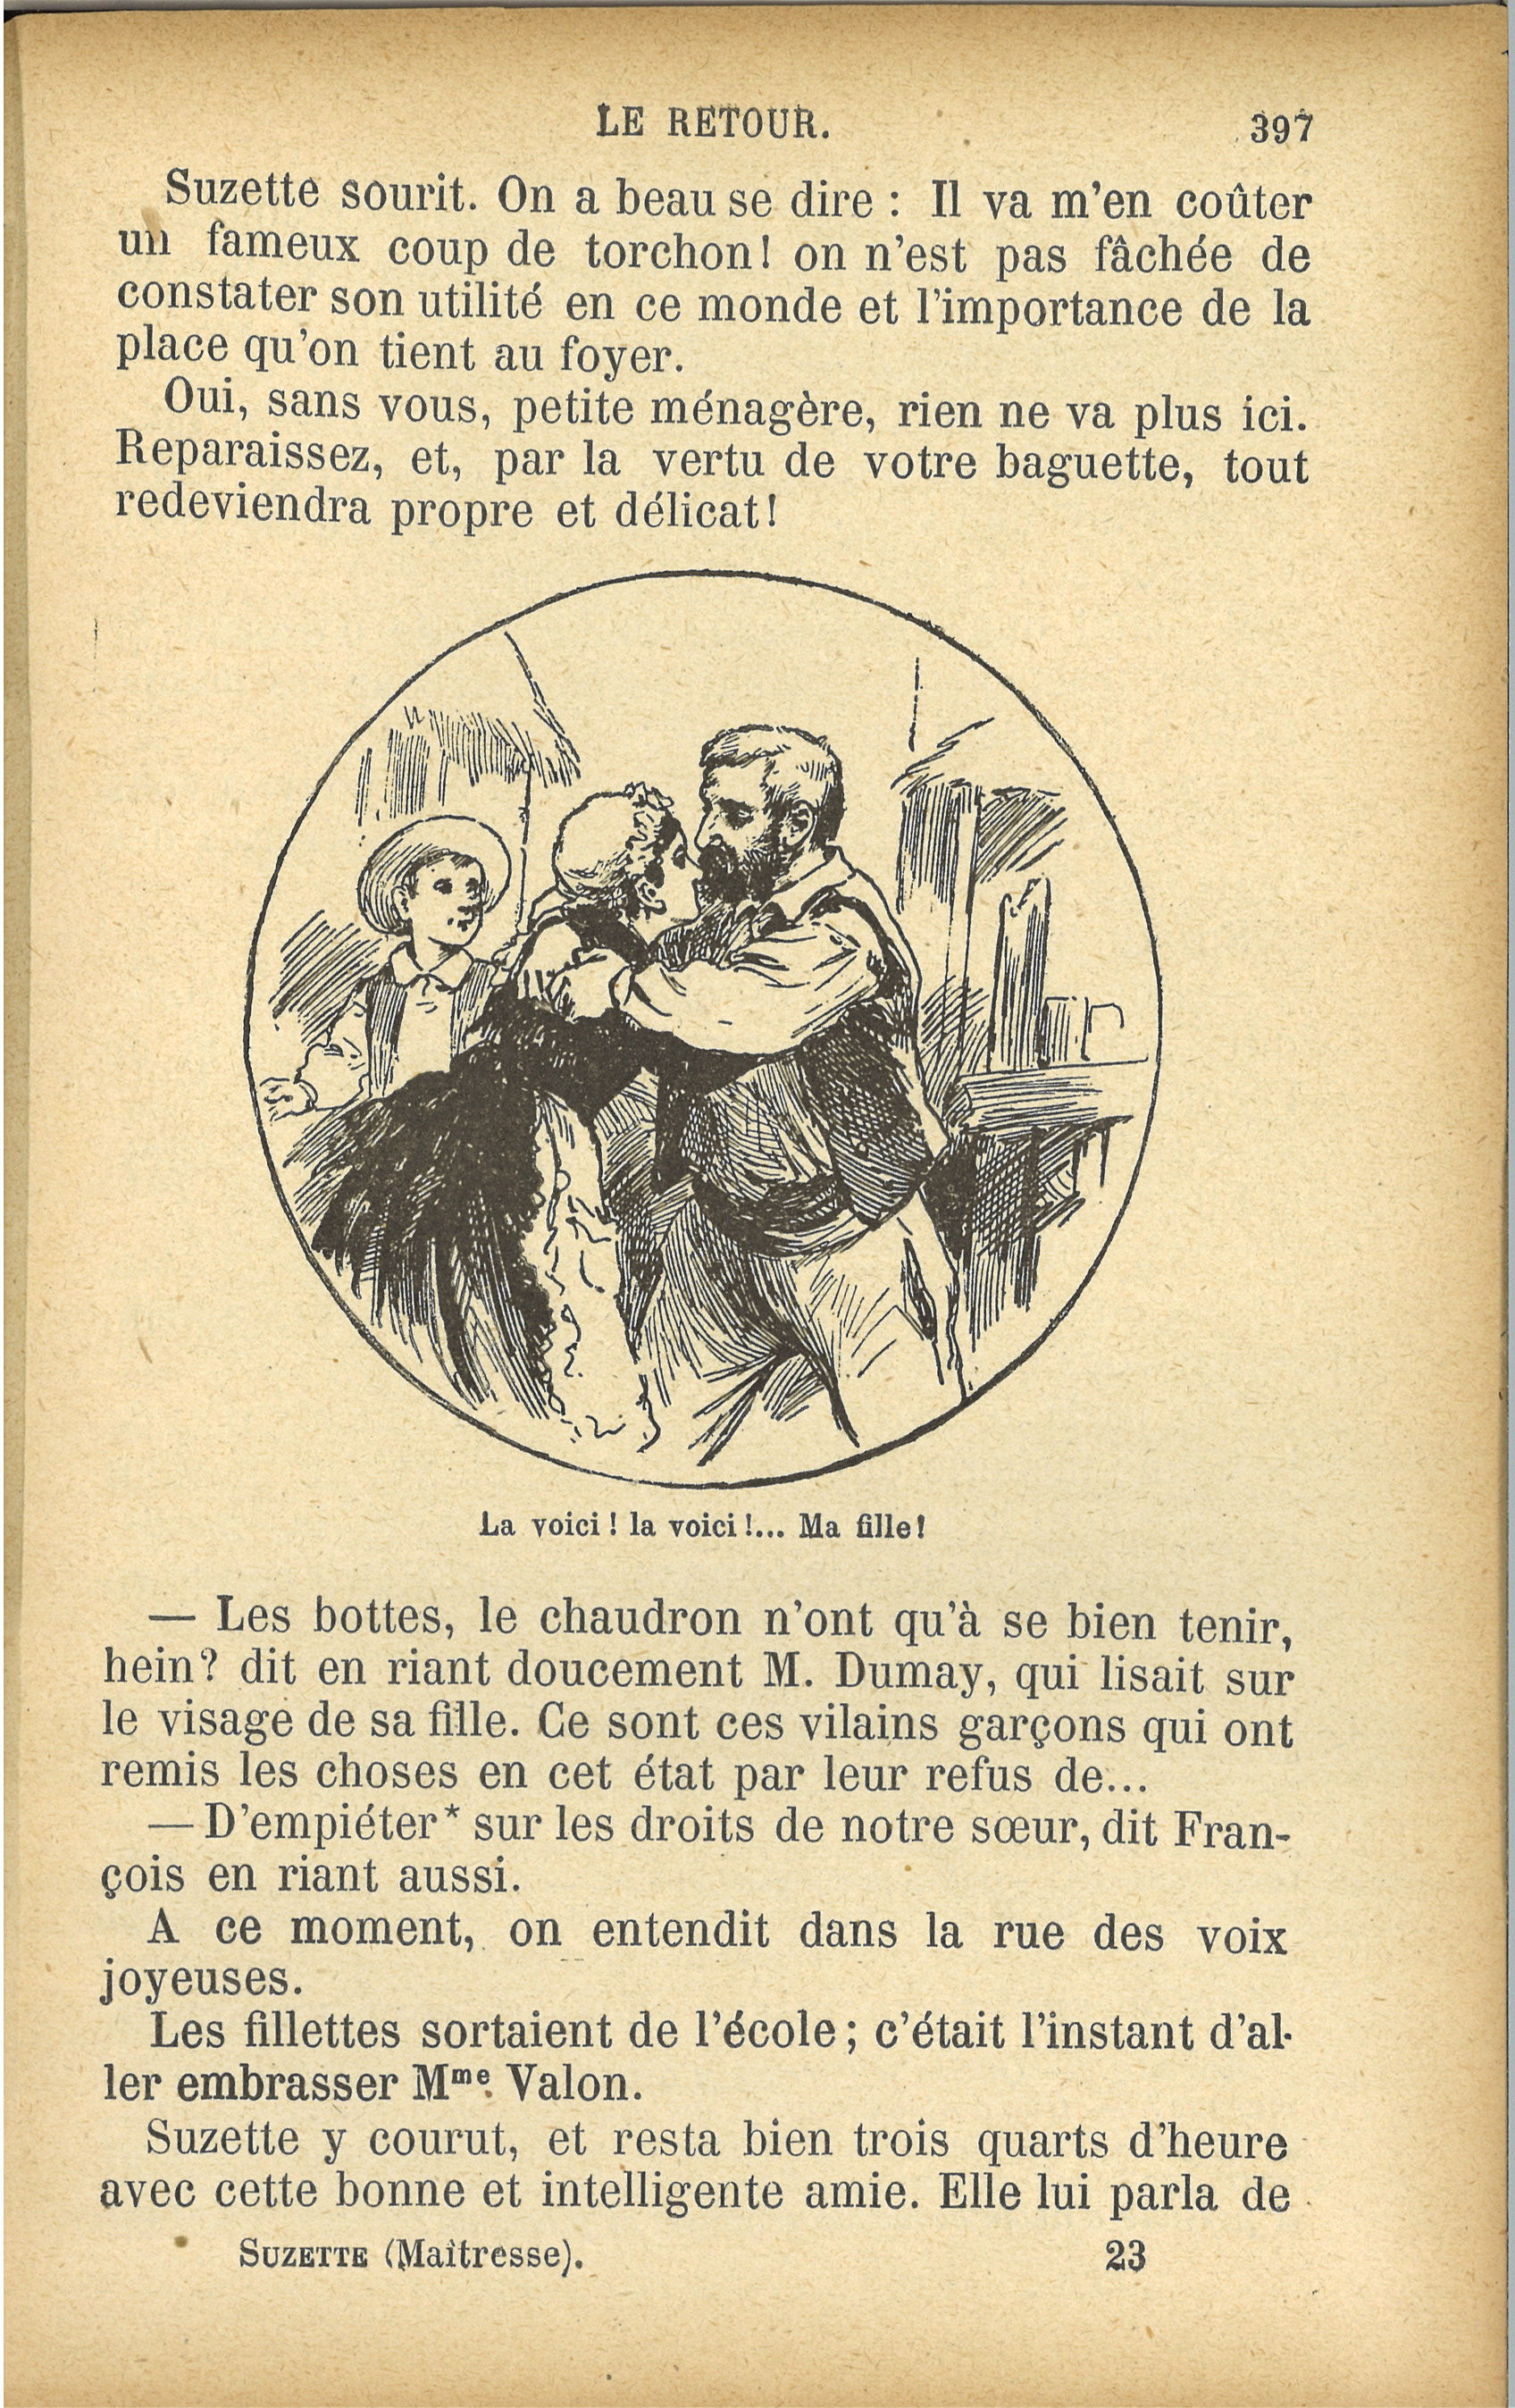 LE RETOUR. 397
Suzette sourit. On a beau se dire : Il va m'en coûter
un fameux coup de torchon! on n'est pas fâchée de
constater son utilité en ce monde et l'importance de la
place qu'on tient au foyer.
Oui, sans vous, petite ménagère, rien ne va plus ici.
Reparaissez, et, par la vertu de votre baguette, tout
redeviendra propre et délicat!
La voici! la voici!... Ma fille!
— Les bottes, le chaudron n'ont qu'à se bien tenir,
hein? dit en riant doucement M. Dumay, qui lisait sur
le visage de sa fille. Ce sont ces vilains garçons qui ont
remis les choses en cet état par leur refus de...
— D'empiéter* sur les droits de notre sœur, dit Fran-
çois en riant aussi.
A ce moment, on entendit dans la rue des voix
joyeuses.
Les fillettes sortaient de l'école; c'était l'instant d'al-
ler embrasser Mme Valon.
Suzette y courut, et resta bien trois quarts d'heure
avec cette bonne et intelligente amie. Elle lui parla de
SUZETTE (Maîtresse). 23